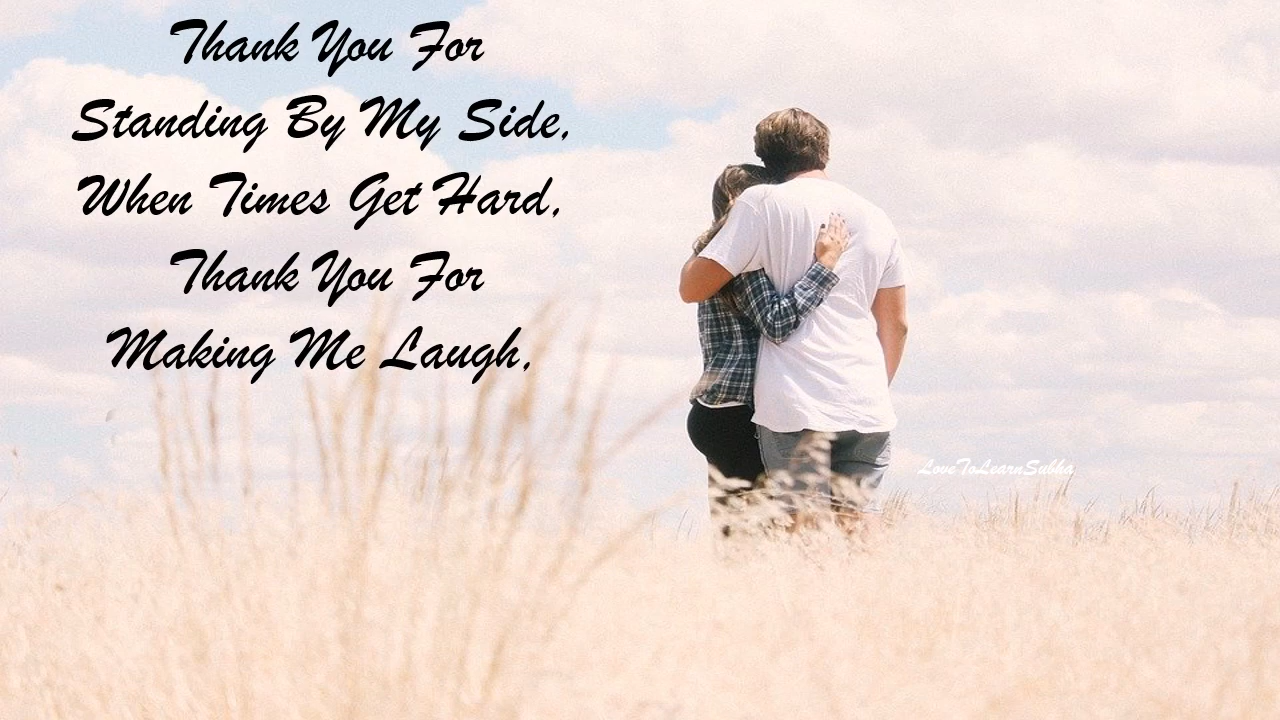 Thank You For
Standing By My Side,
When Times Get Hard,
Thank You For
Making Me Laugh,
LoveToLearnSubha